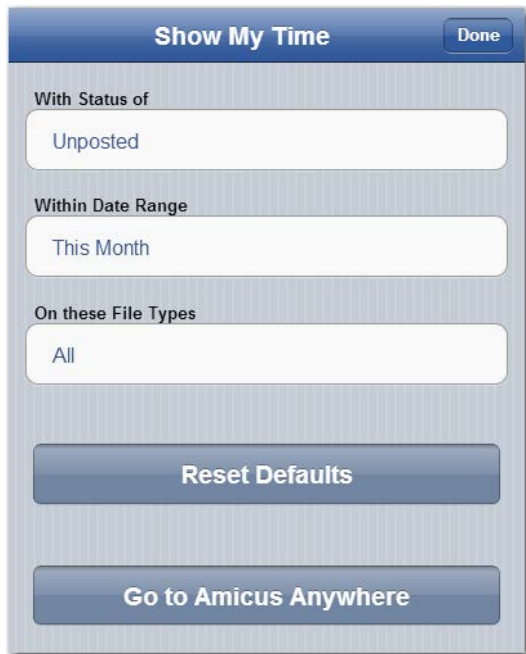 Show My Time
Done
With Status of
Unposted
Within Date Range
This Month
On these File Types
All
Reset Defaults
Go to Amicus Anywhere